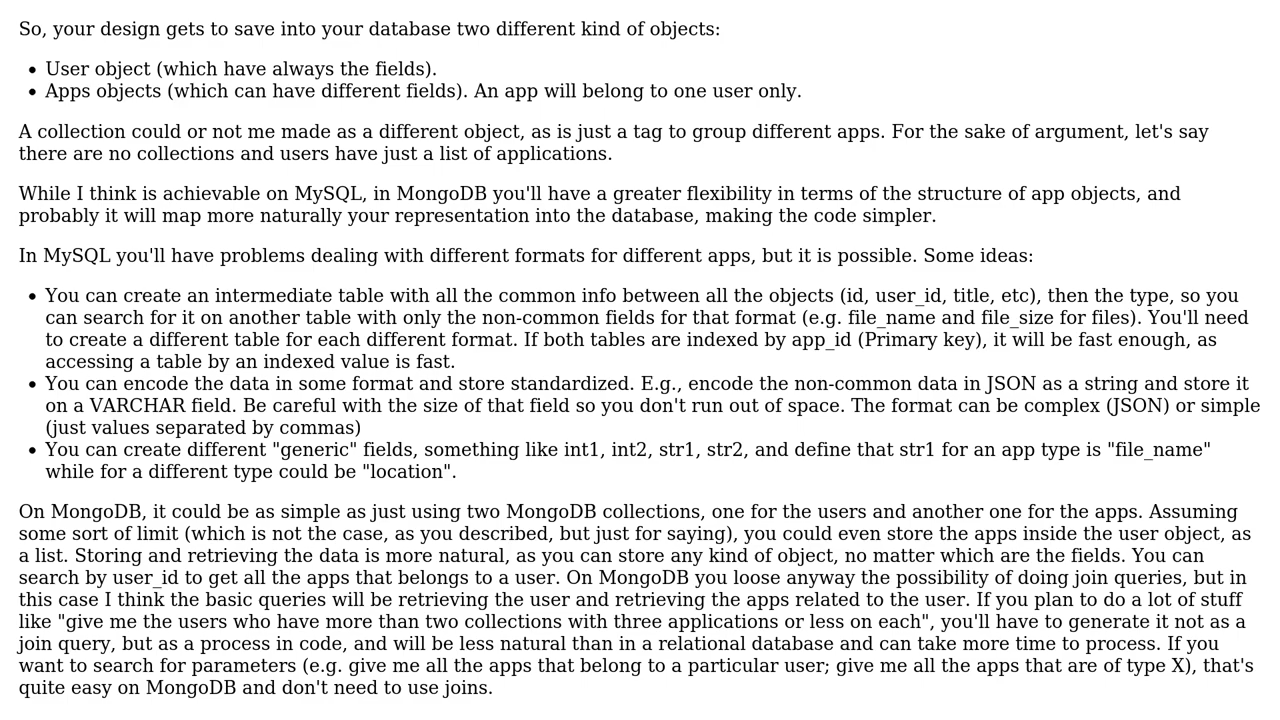 So, your design gets to save into your database two different kind of objects:
• User object (which have always the fields).
• Apps objects (which can have different fields). An app will belong to one user only.
A collection could or not me made as a different object, as is just a tag to group different apps. For the sake of argument, let's say
there are no collections and users have just a list of applications.
While I think is achievable on MySQL, in MongoDB you'll have a greater flexibility in terms of the structure of app objects, and
probably it will map more naturally your representation into the database, making the code simpler.
In MySQL you'll have problems dealing with different formats for different apps, but it is possible. Some ideas:
• You can create an intermediate table with all the common info between all the objects (id, user_id, title, etc), then the type, so you
can search for it on another table with only the non-common fields for that format (e.g. file_name and file_size for files). You'll need
to create a different table for each different format. If both tables are indexed by app_id (Primary key), it will be fast enough, as
accessing a table by an indexed value is fast.
• You can encode the data in some format and store standardized. E.g., encode the non-common data in JSON as a string and store it
on a VARCHAR field. Be careful with the size of that field so you don't run out of space. The format can be complex (JSON) or simple
(just values separated by commas)
• You can create different "generic" fields, something like int1, int2, str1, str2, and define that str1 for an app type is "file_name"
while for a different type could be "location".
On MongoDB, it could be as simple as just using two MongoDB collections, one for the users and another one for the apps. Assuming
some sort of limit (which is not the case, as you described, but just for saying), you could even store the apps inside the user object, as
a list. Storing and retrieving the data is more natural, as you can store any kind of object, no matter which are the fields. You can
search by user_id to get all the apps that belongs to a user. On MongoDB you loose anyway the possibility of doing join queries, but in
this case I think the basic queries will be retrieving the user and retrieving the apps related to the user. If you plan to do a lot of stuff
like "give me the users who have more than two collections with three applications or less on each", you'll have to generate it not as a
join query, but as a process in code, and will be less natural than in a relational database and can take more time to process. If you
want to search for parameters (e.g. give me all the apps that belong to a particular user; give me all the apps that are of type X), that's
quite easy on MongoDB and don't need to use joins.